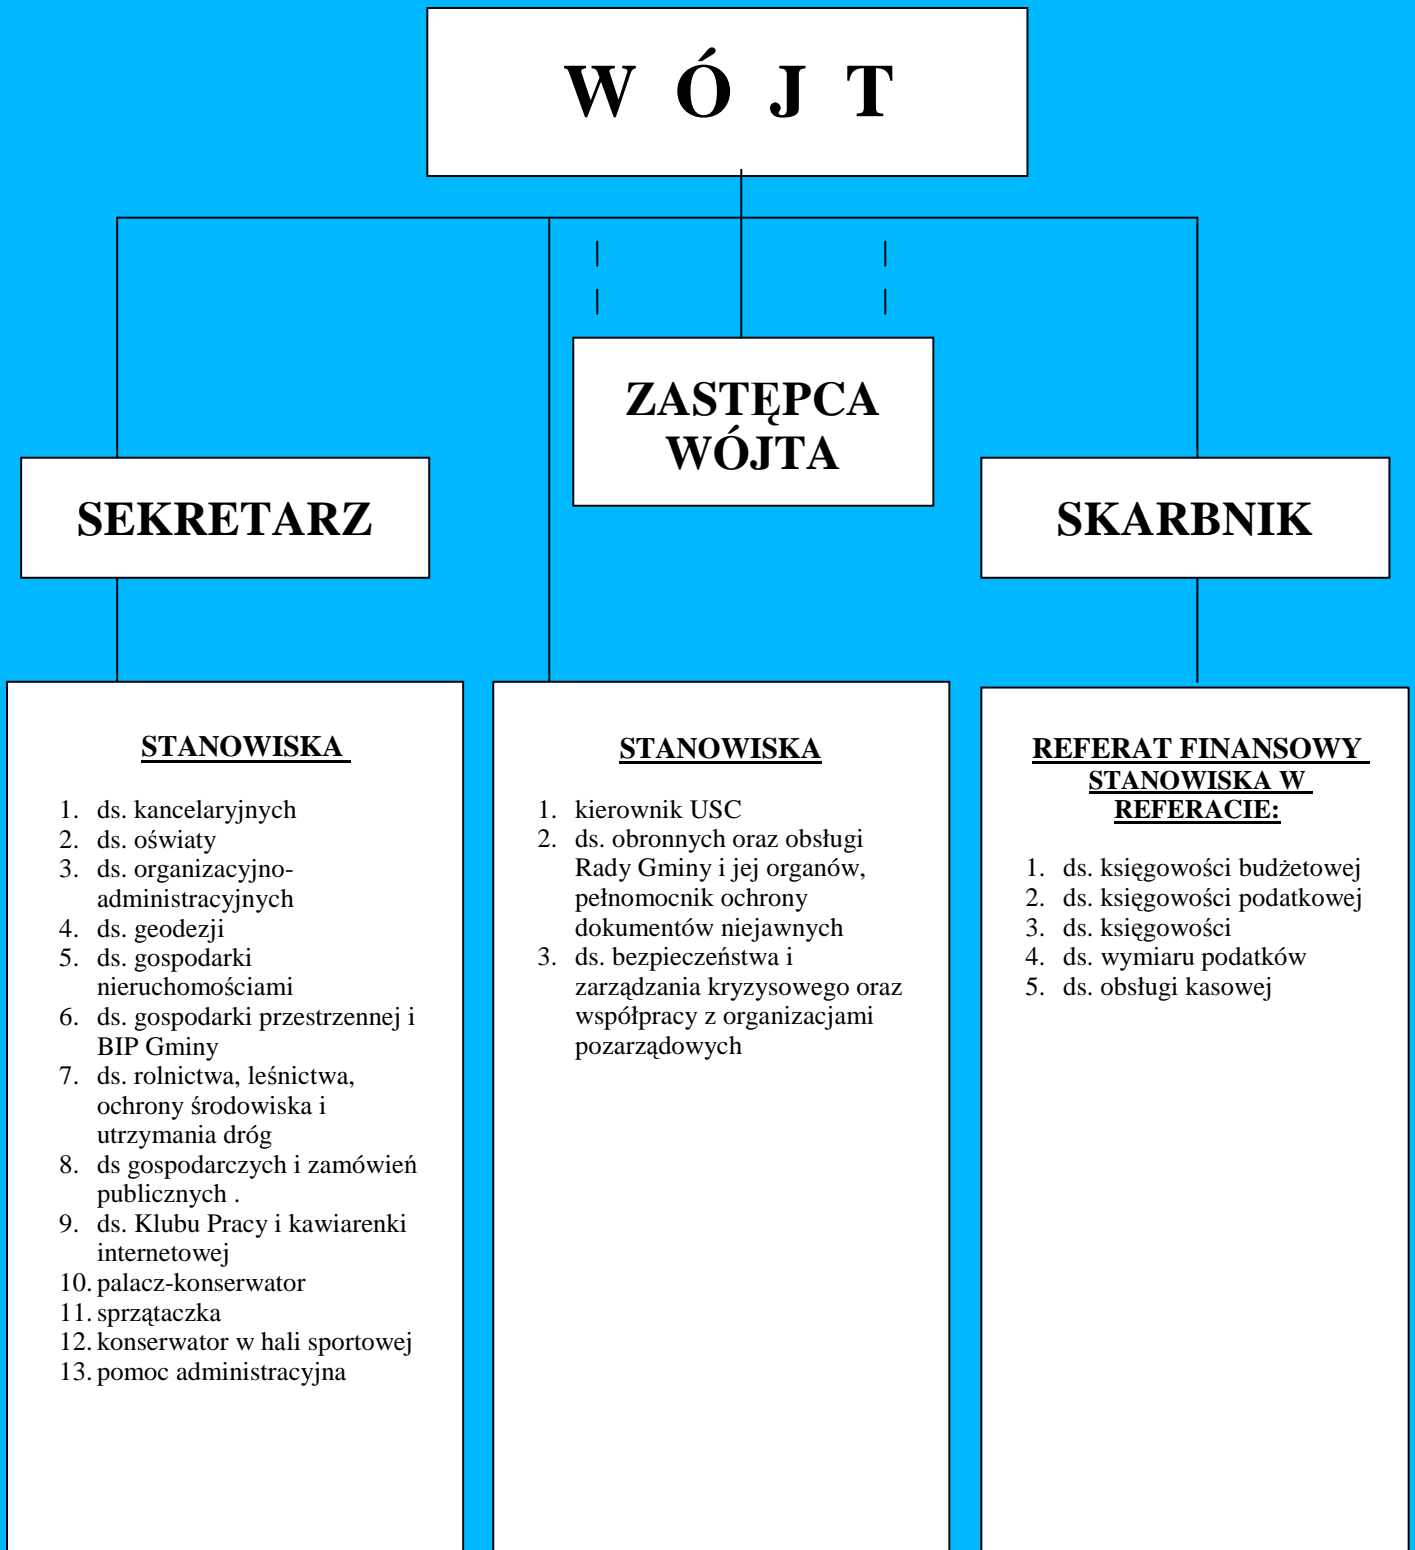 W Ó J T
ZASTĘPCA
WÓJTA
SEKRETARZ
SKARBNIK
STANOWISKA
1. ds. kancelaryjnych
2. ds. oświaty
3. ds. organizacyjno-
administracyjnych
4. ds. geodezji
5. ds. gospodarki
nieruchomościami
6. ds. gospodarki przestrzennej i
BIP Gminy
7. ds. rolnictwa, leśnictwa,
ochrony środowiska i
utrzymania dróg
8. ds gospodarczych i zamówień
publicznych .
9. ds. Klubu Pracy i kawiarenki
internetowej
10. palacz-konserwator
11. sprzątaczka
12. konserwator w hali sportowej
13. pomoc administracyjna
STANOWISKA
1. kierownik USC
2. ds. obronnych oraz obsługi
Rady Gminy i jej organów,
pełnomocnik ochrony
dokumentów niejawnych
3. ds. bezpieczeństwa i
zarządzania kryzysowego oraz
współpracy z organizacjami
pozarządowych
REFERAT FINANSOWY
STANOWISKA W
REFERACIE:
1. ds. księgowości budżetowej
2. ds. księgowości podatkowej
3. ds. księgowości
4. ds. wymiaru podatków
5. ds. obsługi kasowej